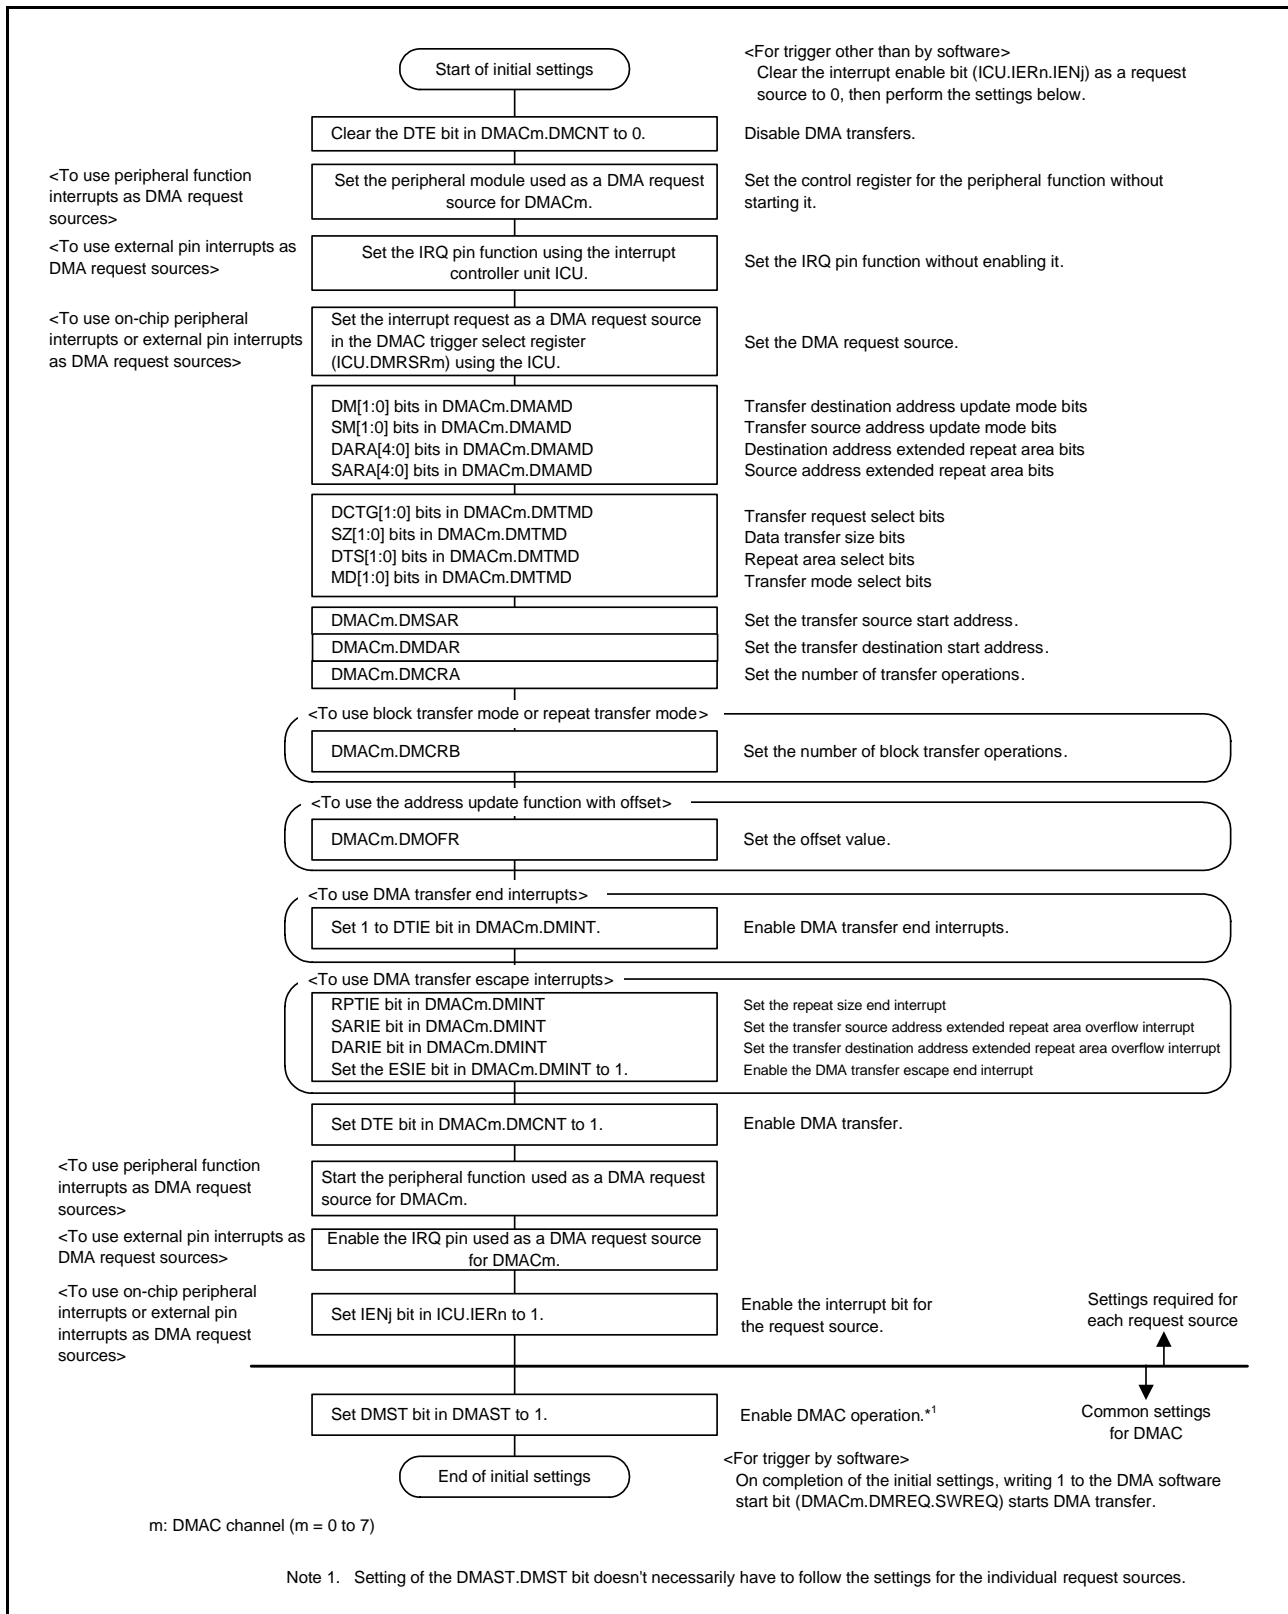 Start of initial settings
<For trigger other than by software>
Clear the interrupt enable bit (ICU.IERn.IENj) as a request
source to 0, then perform the settings below.
Clear the DTE bit in DMACm.DMCNT to 0.
Disable DMA transfers.
<To use peripheral function
interrupts as DMA request
sources>
Set the peripheral module used as a DMA request
source for DMACm.
Set the control register for the peripheral function without
starting it.
<To use external pin interrupts as
DMA request sources>
Set the IRQ pin function using the interrupt
controller unit ICU.
Set the IRQ pin function without enabling it.
<To use on-chip peripheral
interrupts or external pin interrupts
as DMA request sources>
Set the interrupt request as a DMA request source
in the DMAC trigger select register
(ICU.DMRSRm) using the ICU.
Set the DMA request source.
DM[1:0] bits in DMACm.DMAMD
Transfer destination address update mode bits
SM[1:0] bits in DMACm.DMAMD
Transfer source address update mode bits
DARA[4:0] bits in DMACm.DMAMD
Destination address extended repeat area bits
SARA[4:0] bits in DMACm.DMAMD
Source address extended repeat area bits
DCTG[1:0] bits in DMACm.DMTMD
Transfer request select bits
SZ[1:0] bits in DMACm.DMTMD
Data transfer size bits
DTS[1:0] bits in DMACm.DMTMD
Repeat area select bits
MD[1:0] bits in DMACm.DMTMD
Transfer mode select bits
DMACm.DMSAR
Set the transfer source start address.
DMACm.DMDAR
Set the transfer destination start address.
DMACm.DMCRA
Set the number of transfer operations.
<To use block transfer mode or repeat transfer mode>
DMACm.DMCRB
Set the number of block transfer operations.
<To use the address update function with offset>
DMACm.DMOFR
Set the offset value.
<To use DMA transfer end interrupts>
Set 1 to DTIE bit in DMACm.DMINT.
Enable DMA transfer end interrupts.
<To use DMA transfer escape interrupts>
RPTIE bit in DMACm.DMINT
Set the repeat size end interrupt
SARIE bit in DMACm.DMINT
Set the transfer source address extended repeat area overflow interrupt
DARIE bit in DMACm.DMINT
Set the transfer destination address extended repeat area overflow interrupt
Set the ESIE bit in DMACm.DMINT to 1.
Enable the DMA transfer escape end interrupt
Set DTE bit in DMACm.DMCNT to 1.
Enable DMA transfer.
<To use peripheral function
interrupts as DMA request
sources>
Start the peripheral function used as a DMA request
source for DMACm.
<To use external pin interrupts as
DMA request sources>
Enable the IRQ pin used as a DMA request source
for DMACm.
<To use on-chip peripheral
interrupts or external pin
interrupts as DMA request
sources>
Set IENj bit in ICU.IERn to 1.
Enable the interrupt bit for
the request source.
Settings required for
each request source
Set DMST bit in DMAST to 1.
Enable DMAC operation.*1
Common settings
for DMAC
End of initial settings
<For trigger by software>
On completion of the initial settings, writing 1 to the DMA software
start bit (DMACm.DMREQ.SWREQ) starts DMA transfer.
m: DMAC channel (m = 0 to 7)
Note 1. Setting of the DMAST.DMST bit doesn't necessarily have to follow the settings for the individual request sources.